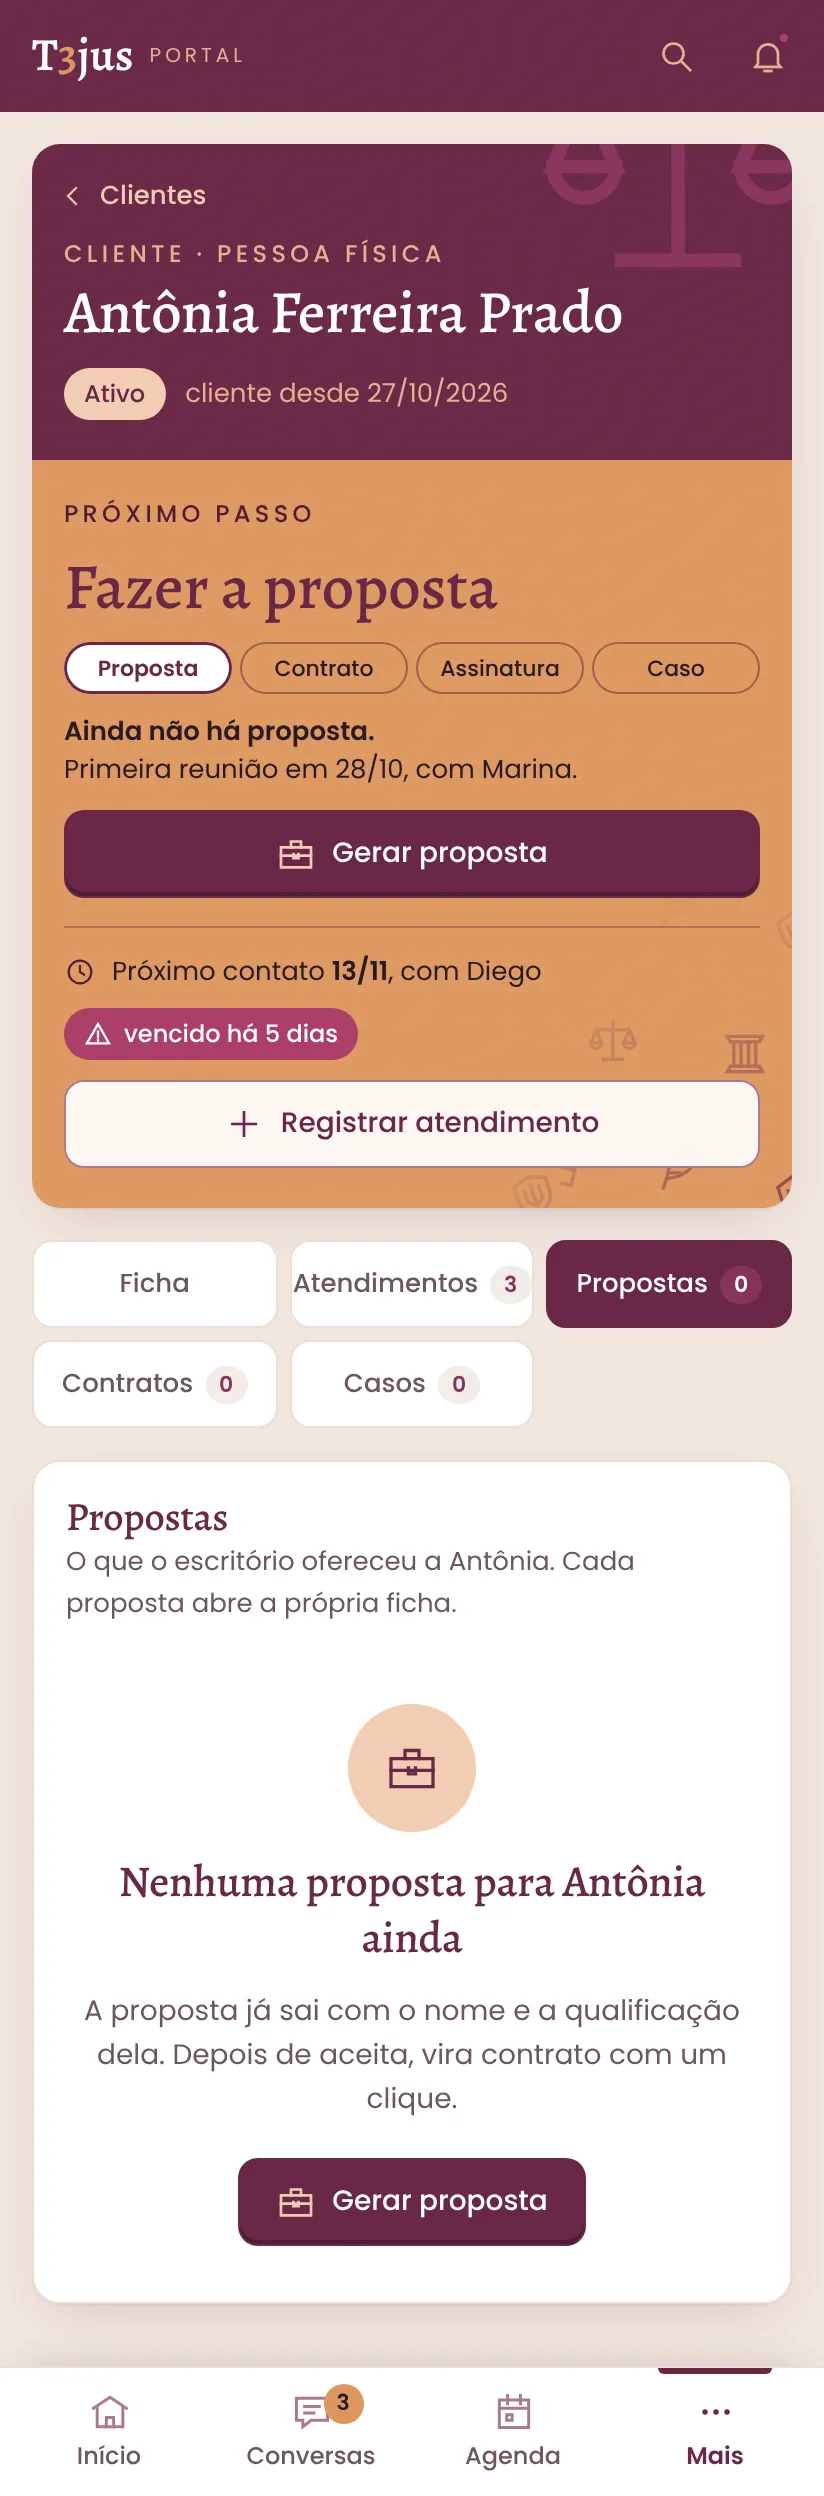 T3jus PORTAL
Clientes
CLIENTE · PESSOA FÍSICA
Antônia Ferreira Prado
Ativo cliente desde 27/10/2026
PRÓXIMO PASSO
Fazer a proposta
Proposta Contrato Assinatura Caso
Ainda não há proposta.
Primeira reunião em 28/10, com Marina.
Gerar proposta
Próximo contato 13/11, com Diego
vencido há 5 dias
Registrar atendimento
Ficha Atendimentos 3 Propostas 0
Contratos 0 Casos 0
Propostas
O que o escritório ofereceu a Antônia. Cada
proposta abre a própria ficha.
Nenhuma proposta para Antônia
ainda
A proposta já sai com o nome e a qualificação
dela. Depois de aceita, vira contrato com um
clique.
Gerar proposta
3
Início Conversas Agenda Mais